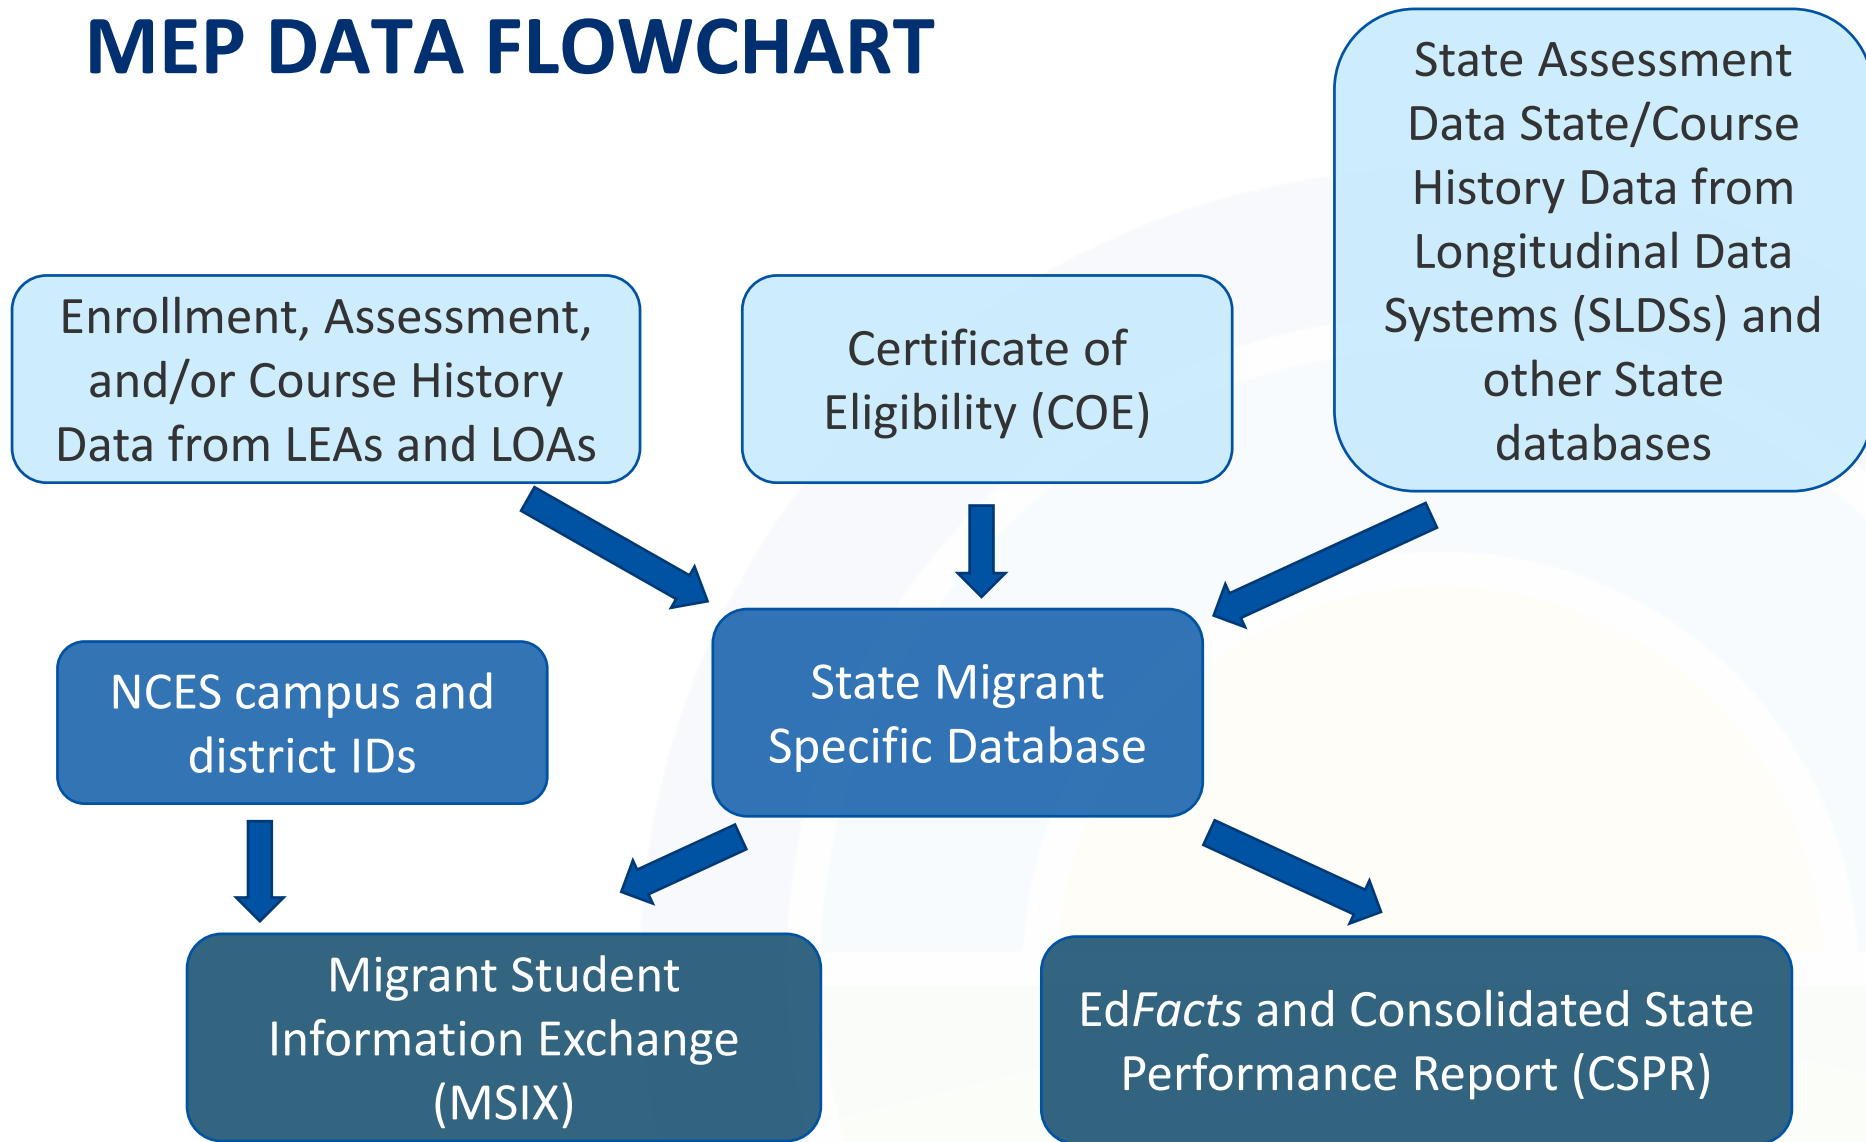 MEP DATA FLOWCHART
State Assessment
Data State/Course
History Data from
Longitudinal Data
Systems (SLDSs) and
other State
databases
Enrollment, Assessment,
and/or Course History
Data from LEAs and LOAs
Certificate of
Eligibility (COE)
NCES campus and
district IDs
State Migrant
Specific Database
Migrant Student
Information Exchange
(MSIX)
EdFacts and Consolidated State
Performance Report (CSPR)